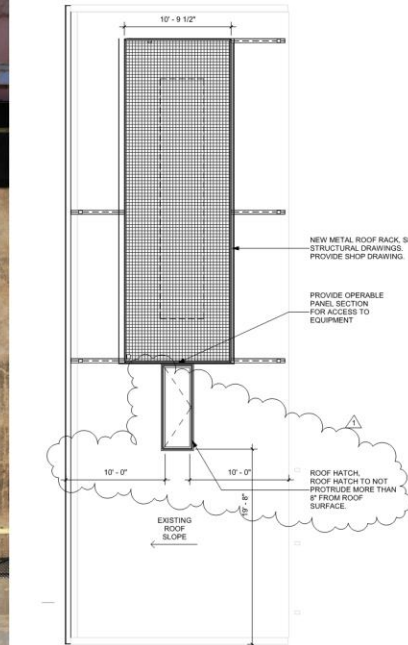 10' - 9 1/2"
NEW METAL ROOF RACK, S
STRUCTURAL DRAWINGS.
PROVIDE SHOP DRAWING.
PROVIDE OPERABLE
PANEL SECTION
FOR ACCESS TO
EQUIPMENT
1
10' - 0"
10' - 0"
19' - 8"
ROOF HATCH,
ROOF HATCH TO NOT
PROTRUDE MORE THAN
8" FROM ROOF
SURFACE.
EXISTING
ROOF
SLOPE